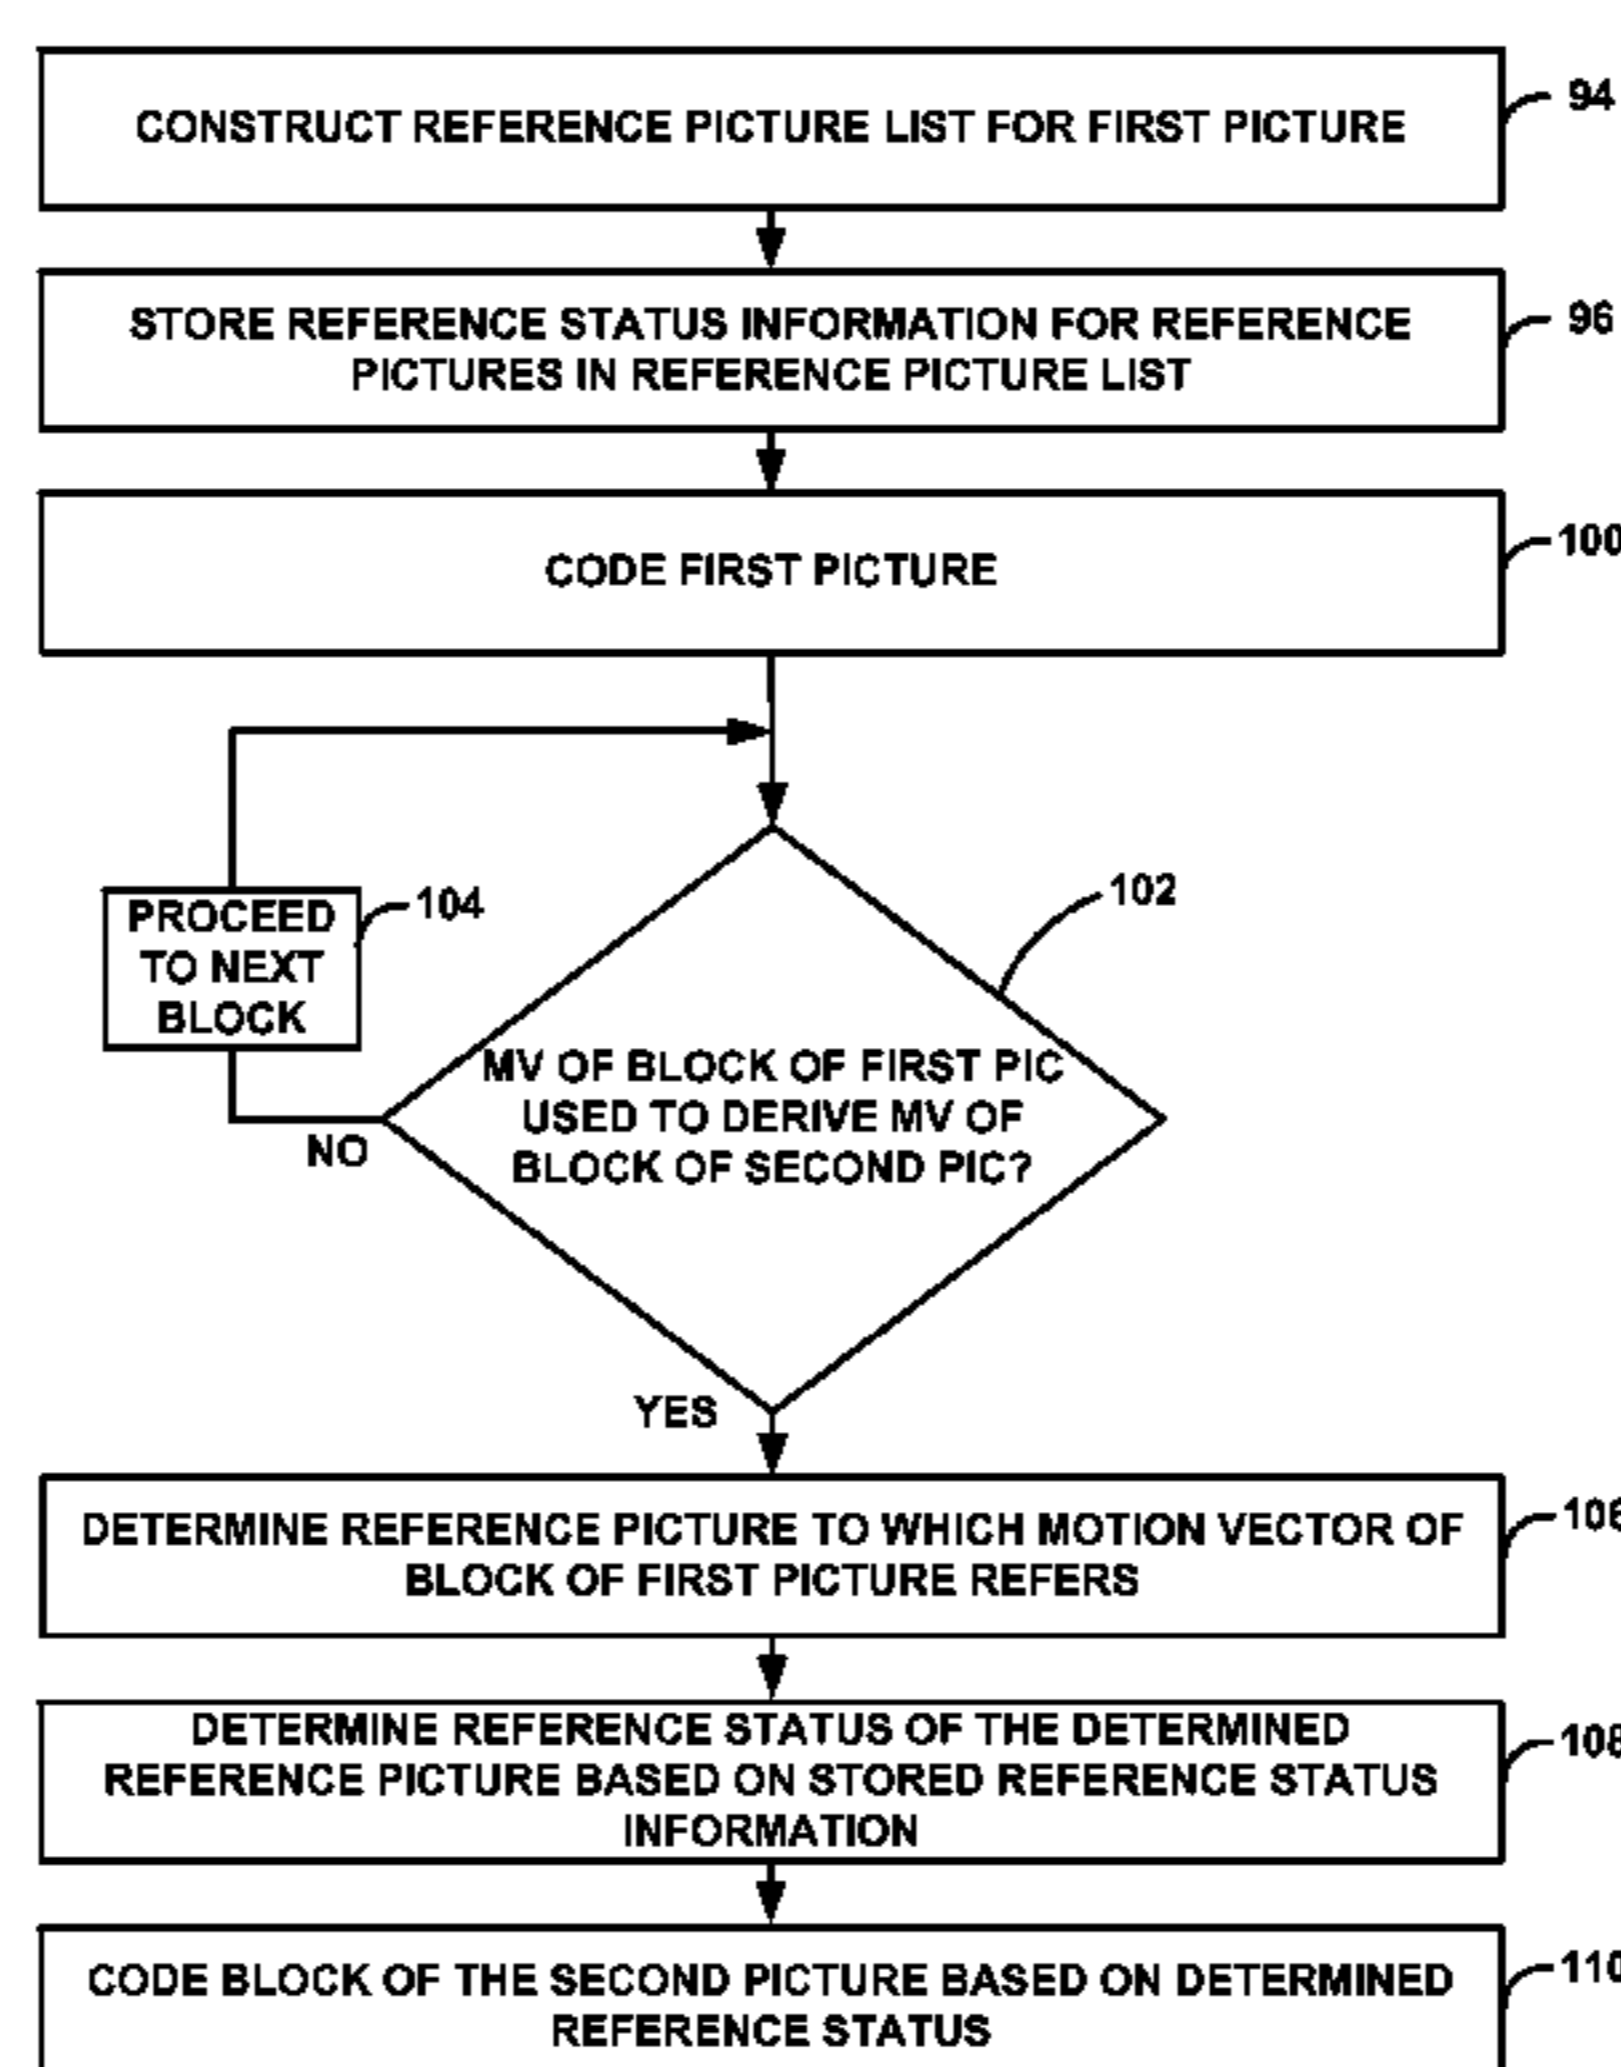 CONSTRUCT REFERENCE PICTURE LIST FOR FIRST PICTURE
94
STORE REFERENCE STATUS INFORMATION FOR REFERENCE
PICTURES IN REFERENCE PICTURE LIST
96
CODE FIRST PICTURE
100
PROCEED
TO NEXT
BLOCK
104
102
MV OF BLOCK OF FIRST PIC
USED TO DERIVE MV OF
BLOCK OF SECOND PIC?
NO
YES
DETERMINE REFERENCE PICTURE TO WHICH MOTION VECTOR OF
BLOCK OF FIRST PICTURE REFERS
106
DETERMINE REFERENCE STATUS OF THE DETERMINED
REFERENCE PICTURE BASED ON STORED REFERENCE STATUS
INFORMATION
108
CODE BLOCK OF THE SECOND PICTURE BASED ON DETERMINED
REFERENCE STATUS
110